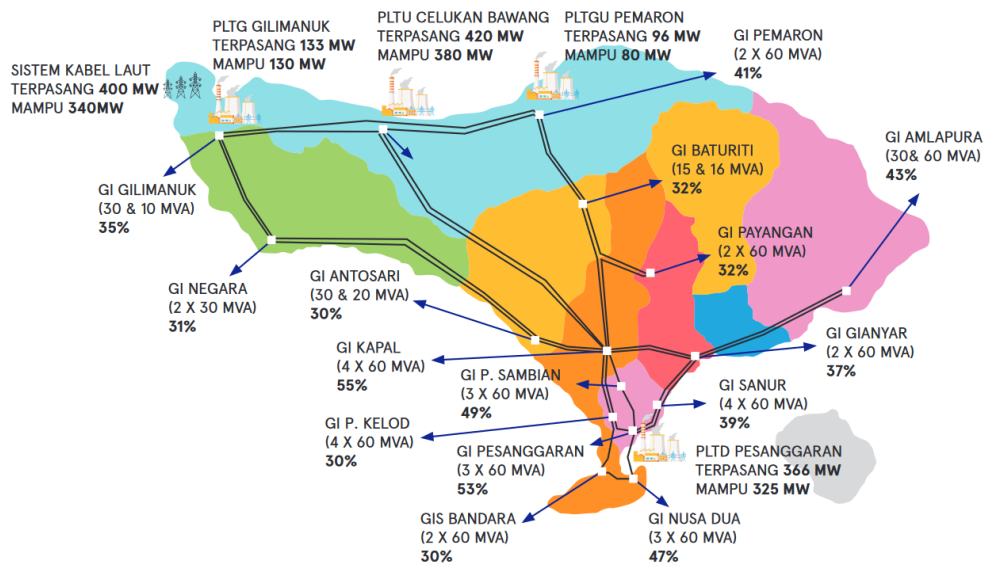 PLTG GILIMANUK
TERPASANG 133 MW
MAMPU 130 MW
PLTU CELUKAN BAWANG
TERPASANG 420 MW
MAMPU 380 MW
PLTGU PEMARON
TERPASANG 96 MW
MAMPU 80 MW
GI PEMARON
(2 X 60 MVA)
41%
SISTEM KABEL LAUT
TERPASANG 400 MW
MAMPU 340MW
GI AMLAPURA
(30& 60 MVA)
43%
GI BATURITI
(15 & 16 MVA)
32%
GI GILIMANUK
(30 & 10 MVA)
35%
GI PAYANGAN
(2 X 60 MVA)
32%
GI NEGARA
(2 X 30 MVA)
31%
GI ANTOSARI
(30 & 20 MVA)
30%
GI KAPAL
(4 X 60 MVA)
55%
GI GIANYAR
(2 X 60 MVA)
37%
GI P. SAMBIAN
(3 X 60 MVA)
49%
GI SANUR
(4 X 60 MVA)
39%
GI P. KELOD
(4 X 60 MVA)
30%
GI PESANGGARAN
(3 X 60 MVA)
53%
PLTD PESANGGARAN
TERPASANG 366 MW
MAMPU 325 MW
GIS BANDARA
(2 X 60 MVA)
30%
GI NUSA DUA
(3 X 60 MVA)
47%